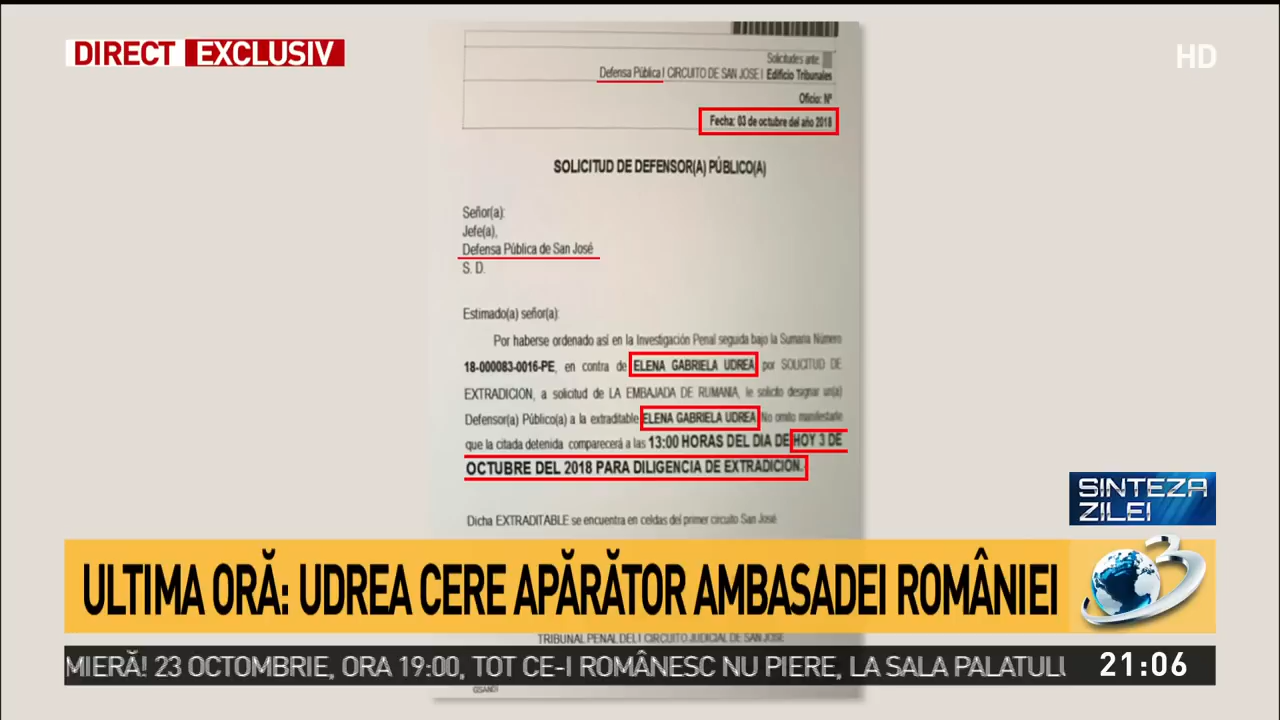 DIRECT EXCLUSIV
HD
Solicitudes ante:
Defensa Pública I CIRCUITO DE SAN JOSE I Edificio Tribunales
Oficio: Nº
Fecha: 03 de octubre del año 2018
SOLICITUD DE DEFENSOR(A) PÚBLICO(A)
Señor(a):
Jefe(a),
Defensa Pública de San José
S. D.
Estimado(a) señor(a):
Por haberse ordenado así en la Investigación Penal seguida bajo la Sumaria Número
18-000083-0016-PE, en contra de ELENA GABRIELA UDREA por SOLICITUD DE
EXTRADICION, a solicitud de LA EMBAJADA DE RUMANIA, le solicito designar un(a)
Defensor(a) Público(a) a la extraditable ELENA GABRIELA UDREA No omito manifestarle
que la citada detenida comparecerá a las 13:00 HORAS DEL DIA DE HOY 3 DE
OCTUBRE DEL 2018 PARA DILIGENCIA DE EXTRADICION.
Dicha EXTRADITABLE se encuentra en celdas del primer circuito San José
SINTEZA
ZILEI
ULTIMA ORĂ: UDREA CERE APĂRĂTOR AMBASADEI ROMÂNIEI
3
TRIBUNAL PENAL DEL I CIRCUITO JUDICIAL DE SAN JOSE
MIERĂ! 23 OCTOMBRIE, ORA 19:00, TOT CE-I ROMÂNESC NU PIERE, LA SALA PALATULU
21:06